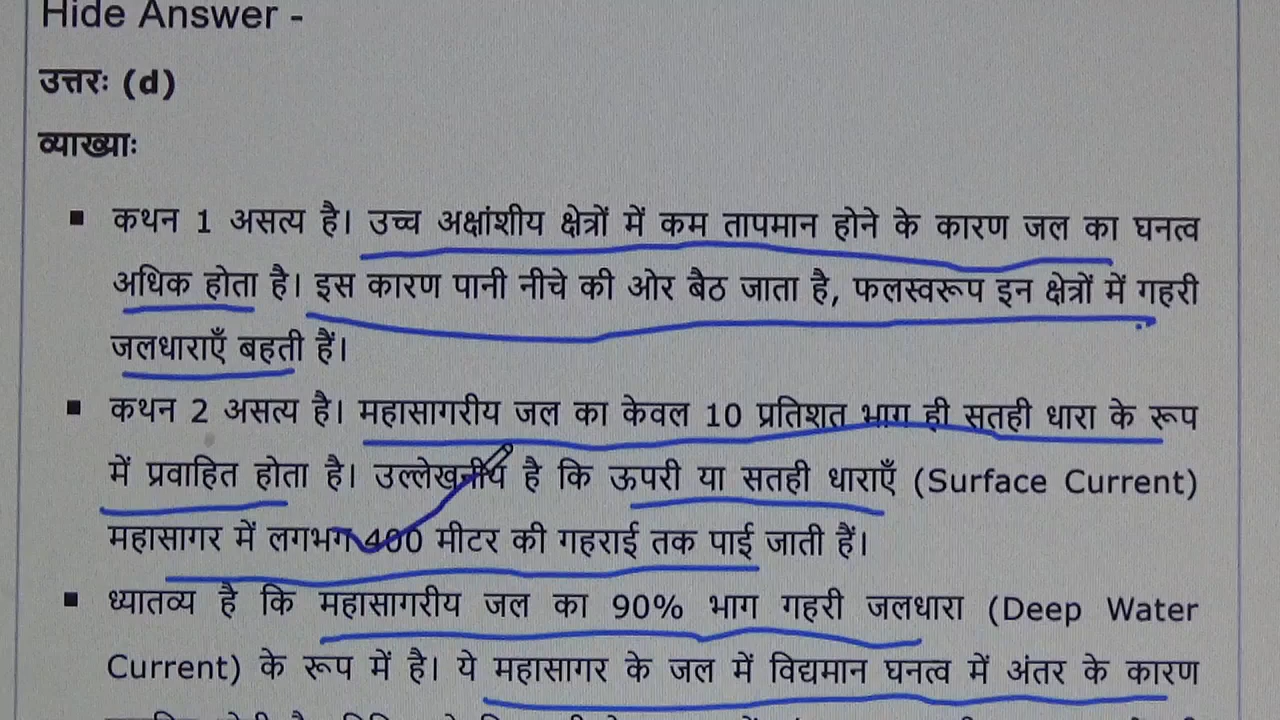 Hide Answer -
उत्तरः (d)
व्याख्याः
▪ कथन 1 असत्य है। उच्च अक्षांशीय क्षेत्रों में कम तापमान होने के कारण जल का घनत्व
अधिक होता है। इस कारण पानी नीचे की ओर बैठ जाता है, फलस्वरूप इन क्षेत्रों में गहरी
जलधाराएँ बहती हैं।
▪ कथन 2 असत्य है। महासागरीय जल का केवल 10 प्रतिशत भाग ही सतही धारा के रूप
में प्रवाहित होता है। उल्लेखनीय है कि ऊपरी या सतही धाराएँ (Surface Current)
महासागर में लगभग 400 मीटर की गहराई तक पाई जाती हैं।
▪ ध्यातव्य है कि महासागरीय जल का 90% भाग गहरी जलधारा (Deep Water
Current) के रूप में है। ये महासागर के जल में विद्यमान घनत्व में अंतर के कारण